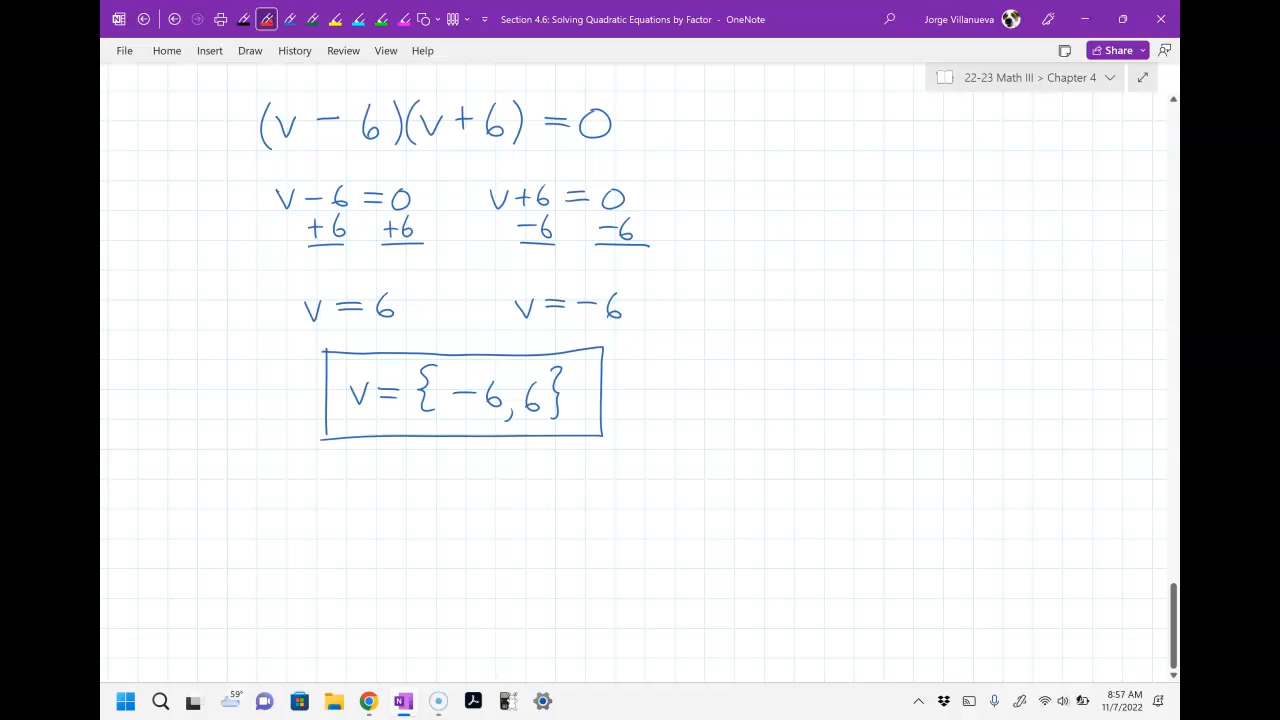 Section 4.6: Solving Quadratic Equations by Factor - OneNote
Jorge Villanueva
File Home Insert Draw History Review View Help
Share
22-23 Math III > Chapter 4
(v - 6)(v + 6) = 0
v - 6 = 0 v + 6 = 0
+6 +6 -6 -6
v = 6 v = -6
v = { -6, 6}
59°
8:57 AM
11/7/2022